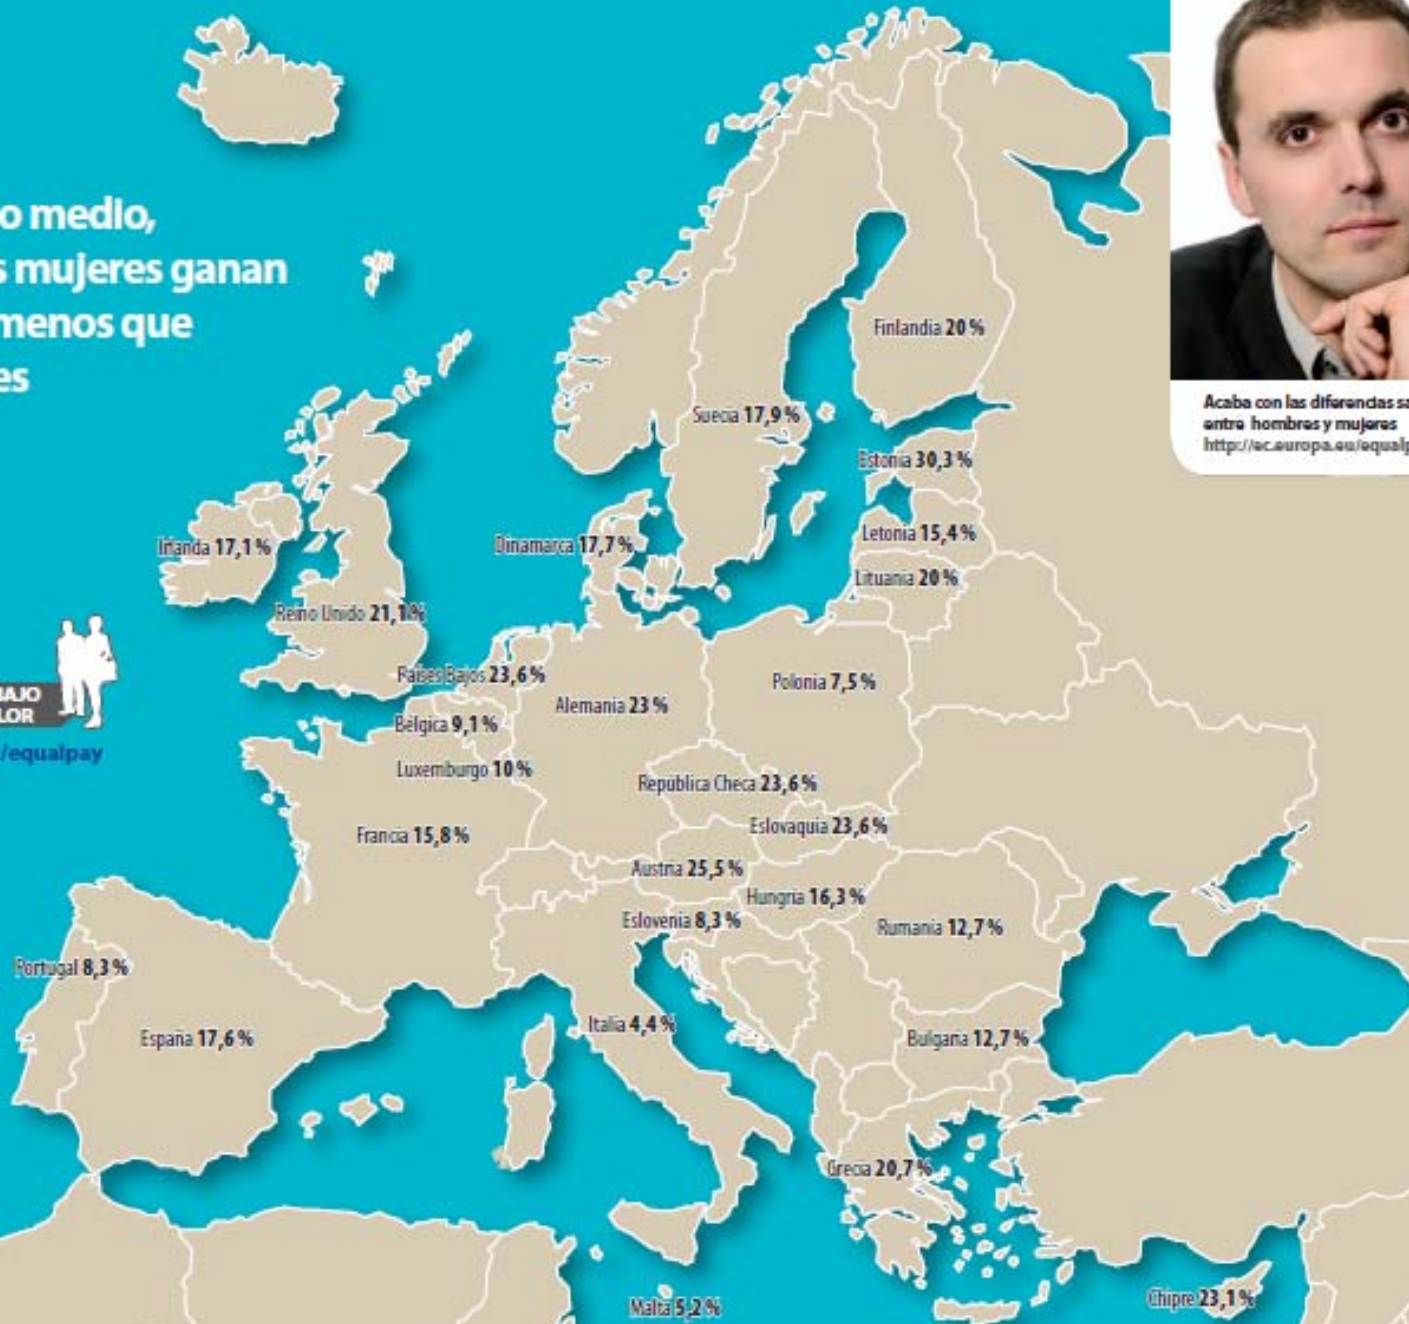 o medio,
s mujeres ganan
menos que
es
Acaba con las diferencias sa
entre hombres y mujeres
http://ec.europa.eu/equalp
AJO
LOR
/equalpay
Finlandia 20 %
Suecia 17,9 %
Estonia 30,3 %
Letonia 15,4 %
Lituania 20 %
Irlanda 17,1 %
Dinamarca 17,7 %
Reino Unido 21,1 %
Países Bajos 23,6 %
Polonia 7,5 %
Alemania 23 %
Bélgica 9,1 %
Luxemburgo 10 %
República Checa 23,6 %
Francia 15,8 %
Eslovaquia 23,6 %
Austria 25,5 %
Hungría 16,3 %
Eslovenia 8,3 %
Rumanía 12,7 %
Portugal 8,3 %
España 17,6 %
Italia 4,4 %
Bulgaria 12,7 %
Grecia 20,7 %
Malta 5,2 %
Chipre 23,1 %